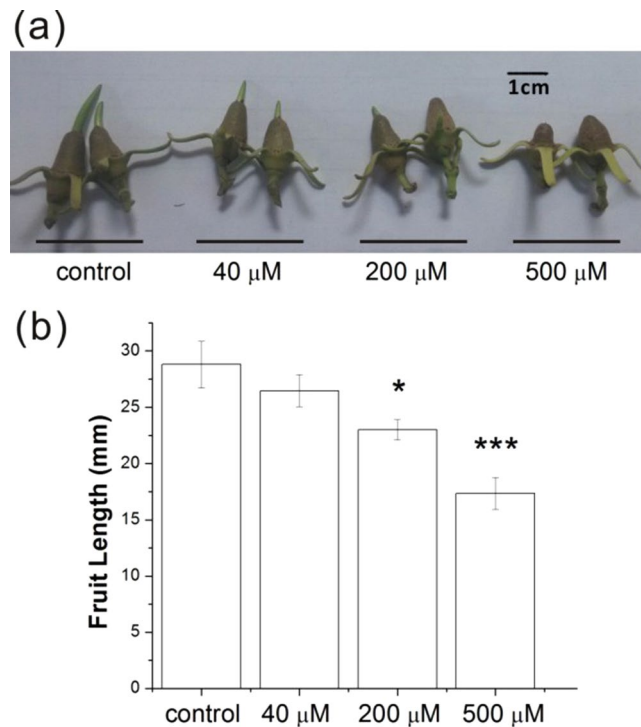 (a)
1cm
control 40 μM 200 μM 500 μM
(b)
Fruit Length (mm)
30
25
20
15
10
5
0
*
***
control 40 μM 200 μM 500 μM